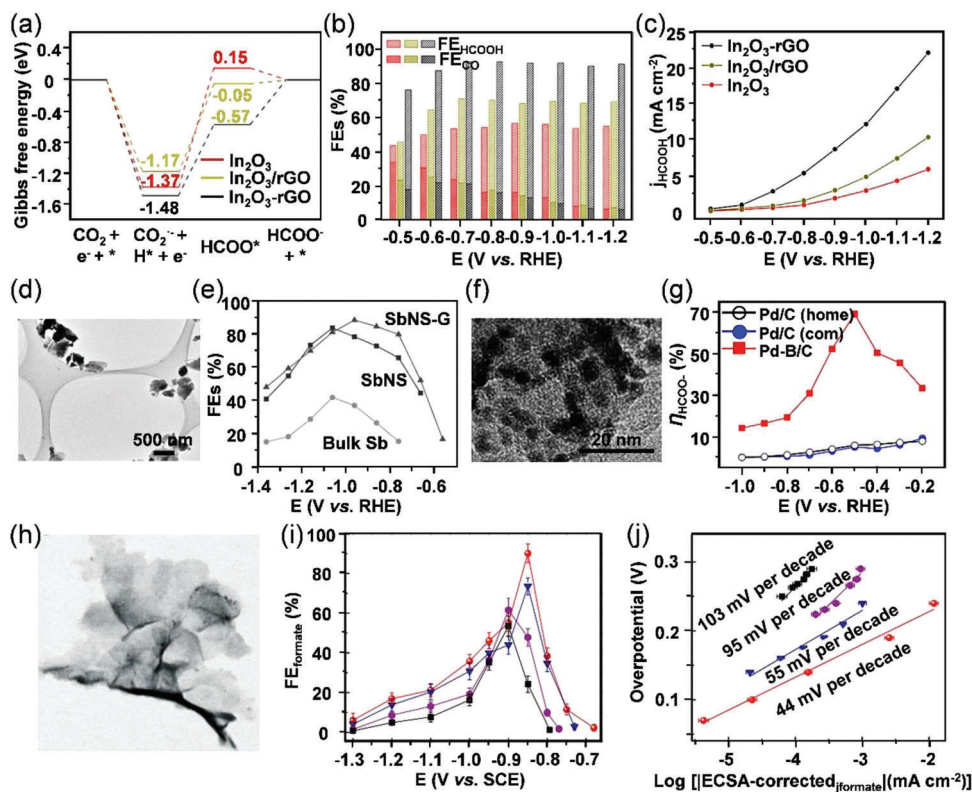 (a)
Gibbs free energy (eV)
0.4
0
-0.4
-0.8
-1.2
-1.6
0.15
-0.05
-0.57
-1.17
-1.37
-1.48
In₂O₃
In₂O₃/rGO
In₂O₃-rGO
CO₂ +
e⁻ + *
CO₂˙⁻ +
H* + e⁻
HCOO*
HCOO⁻
+ *
(b)
FEs (%)
100
80
60
40
20
0
FE_HCOOH
FE_CO
-0.5 -0.6 -0.7 -0.8 -0.9 -1.0 -1.1 -1.2
E (V vs. RHE)
(c)
j_HCOOH (mA cm⁻²)
25
20
15
10
5
0
In₂O₃-rGO
In₂O₃/rGO
In₂O₃
-0.5 -0.6 -0.7 -0.8 -0.9 -1.0 -1.1 -1.2
E (V vs. RHE)
(d)
500 nm
(e)
FEs (%)
100
80
60
40
20
0
SbNS-G
SbNS
Bulk Sb
-1.4 -1.2 -1.0 -0.8 -0.6
E (V vs. RHE)
(f)
20 nm
(g)
η_HCOO- (%)
70
50
30
10
Pd/C (home)
Pd/C (com)
Pd-B/C
-1.0 -0.8 -0.6 -0.4 -0.2
E (V vs. RHE)
(h)
(i)
FE_formate (%)
100
80
60
40
20
0
-1.3 -1.2 -1.1 -1.0 -0.9 -0.8 -0.7
E (V vs. SCE)
(j)
Overpotential (V)
0.3
0.2
0.1
103 mV per decade
95 mV per decade
55 mV per decade
44 mV per decade
-5 -4 -3 -2 -1
Log [|ECSA-corrected_jformate|(mA cm⁻²)]